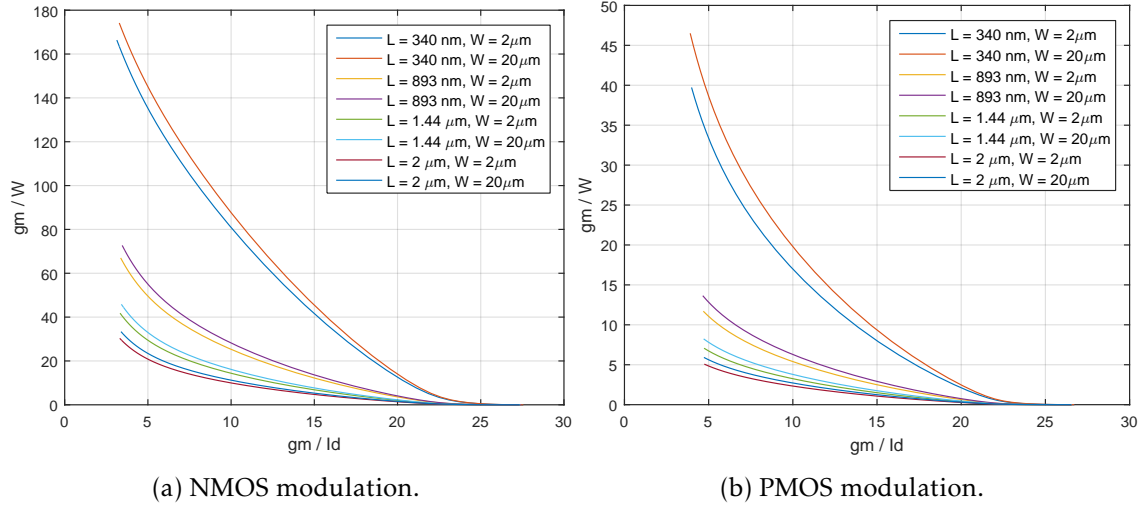 180
160
140
120
100
80
60
40
20
0
gm / W
0
5
10
15
20
25
30
gm / Id
L = 340 nm, W = 2μm
L = 340 nm, W = 20μm
L = 893 nm, W = 2μm
L = 893 nm, W = 20μm
L = 1.44 μm, W = 2μm
L = 1.44 μm, W = 20μm
L = 2 μm, W = 2μm
L = 2 μm, W = 20μm
(a) NMOS modulation.
50
45
40
35
30
25
20
15
10
5
0
gm / W
0
5
10
15
20
25
30
gm / Id
L = 340 nm, W = 2μm
L = 340 nm, W = 20μm
L = 893 nm, W = 2μm
L = 893 nm, W = 20μm
L = 1.44 μm, W = 2μm
L = 1.44 μm, W = 20μm
L = 2 μm, W = 2μm
L = 2 μm, W = 20μm
(b) PMOS modulation.